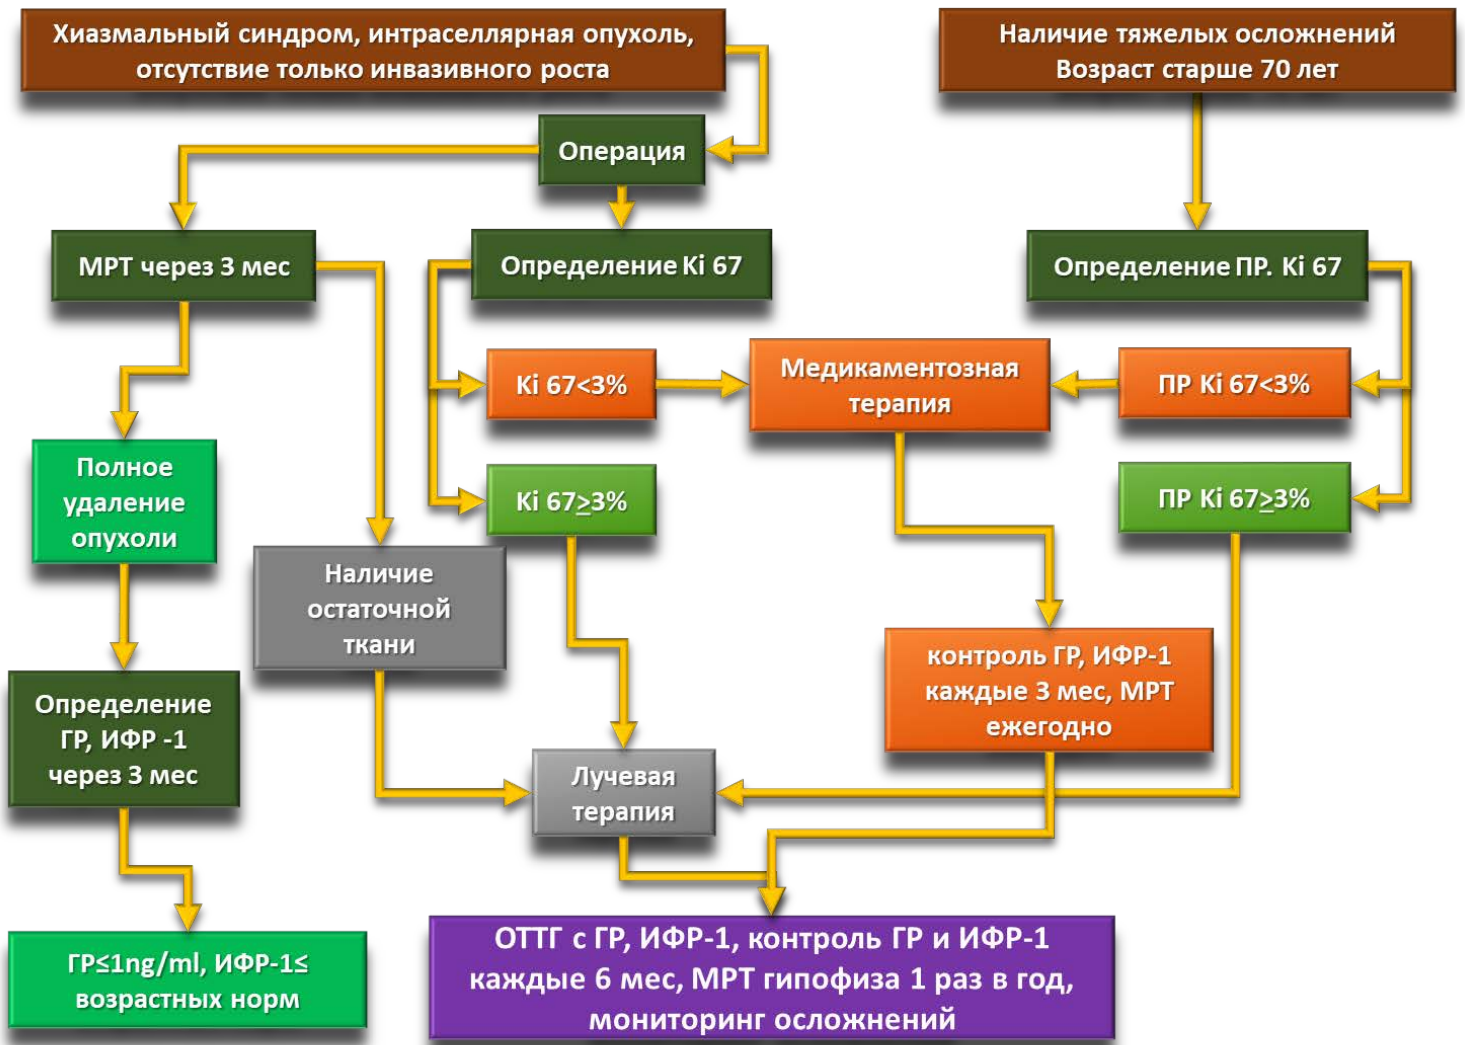 Хиазмальный синдром, интраселлярная опухоль,
отсутствие только инвазивного роста
Наличие тяжелых осложнений
Возраст старше 70 лет
Операция
МРТ через 3 мес
Определение Ki 67
Определение ПР. Ki 67
Ki 67<3%
Медикаментозная
терапия
ПР Ki 67<3%
Полное
удаление
опухоли
Ki 67≥3%
ПР Ki 67≥3%
Наличие
остаточной
ткани
контроль ГР, ИФР-1
каждые 3 мес, МРТ
ежегодно
Определение
ГР, ИФР -1
через 3 мес
Лучевая
терапия
ГР≤1ng/ml, ИФР-1≤
возрастных норм
ОТТГ с ГР, ИФР-1, контроль ГР и ИФР-1
каждые 6 мес, МРТ гипофиза 1 раз в год,
мониторинг осложнений